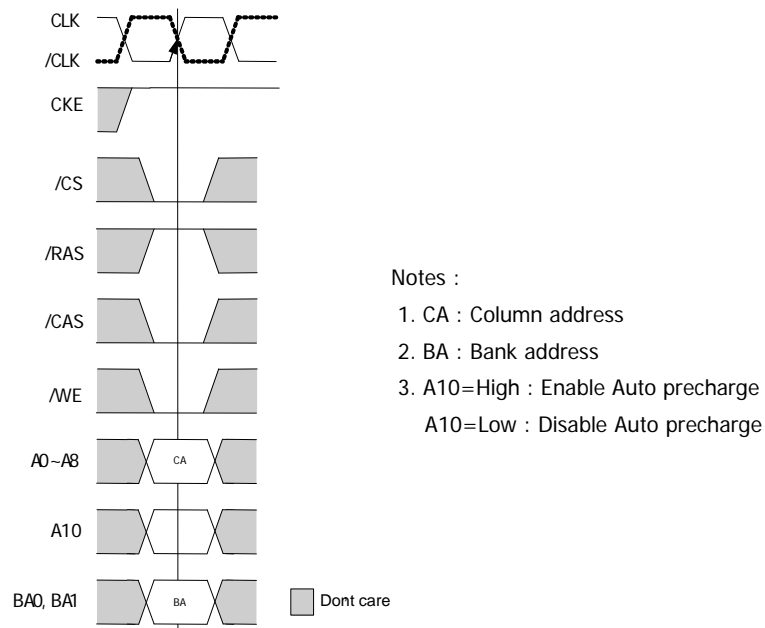 CLK
/CLK
CKE
/CS
/RAS
/CAS
/WE
A0~A8
CA
A10
BA0, BA1
BA
Dont care
Notes :
1. CA : Column address
2. BA : Bank address
3. A10=High : Enable Auto precharge
A10=Low : Disable Auto precharge